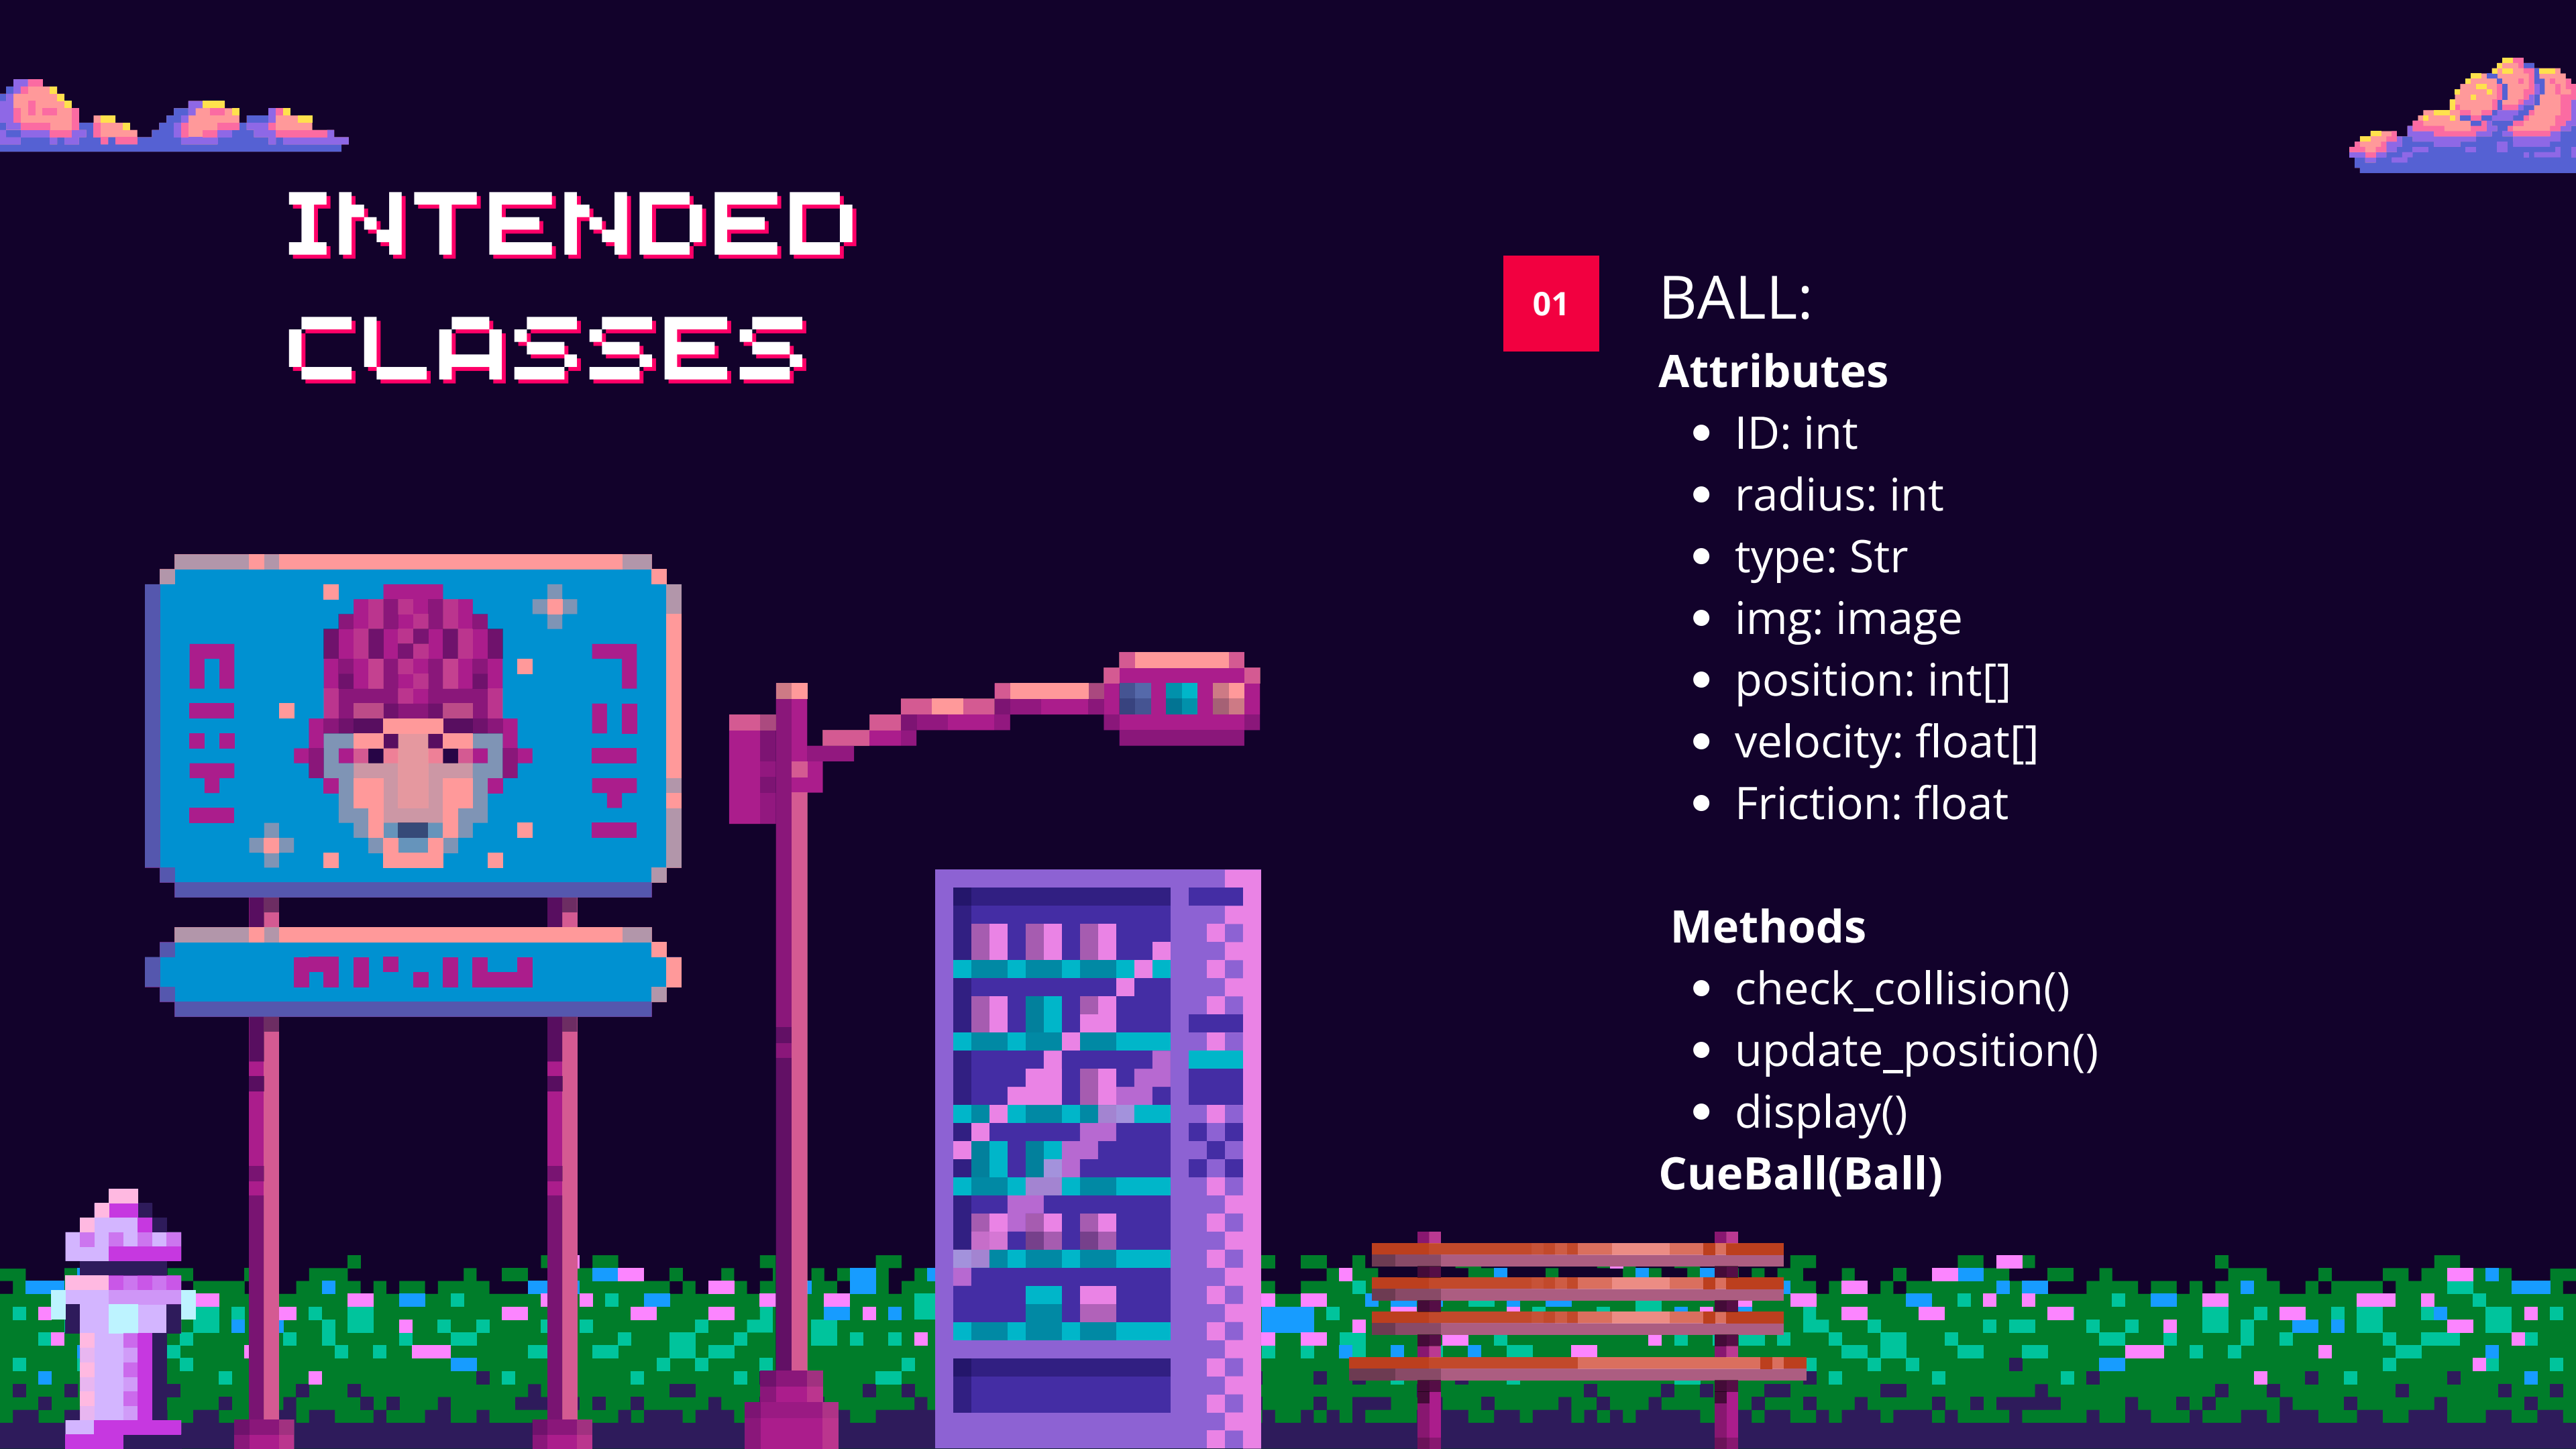 INTENDED
CLASSES
01
BALL:
Attributes
• ID: int
• radius: int
• type: Str
• img: image
• position: int[]
• velocity: float[]
• Friction: float
Methods
• check_collision()
• update_position()
• display()
CueBall(Ball)